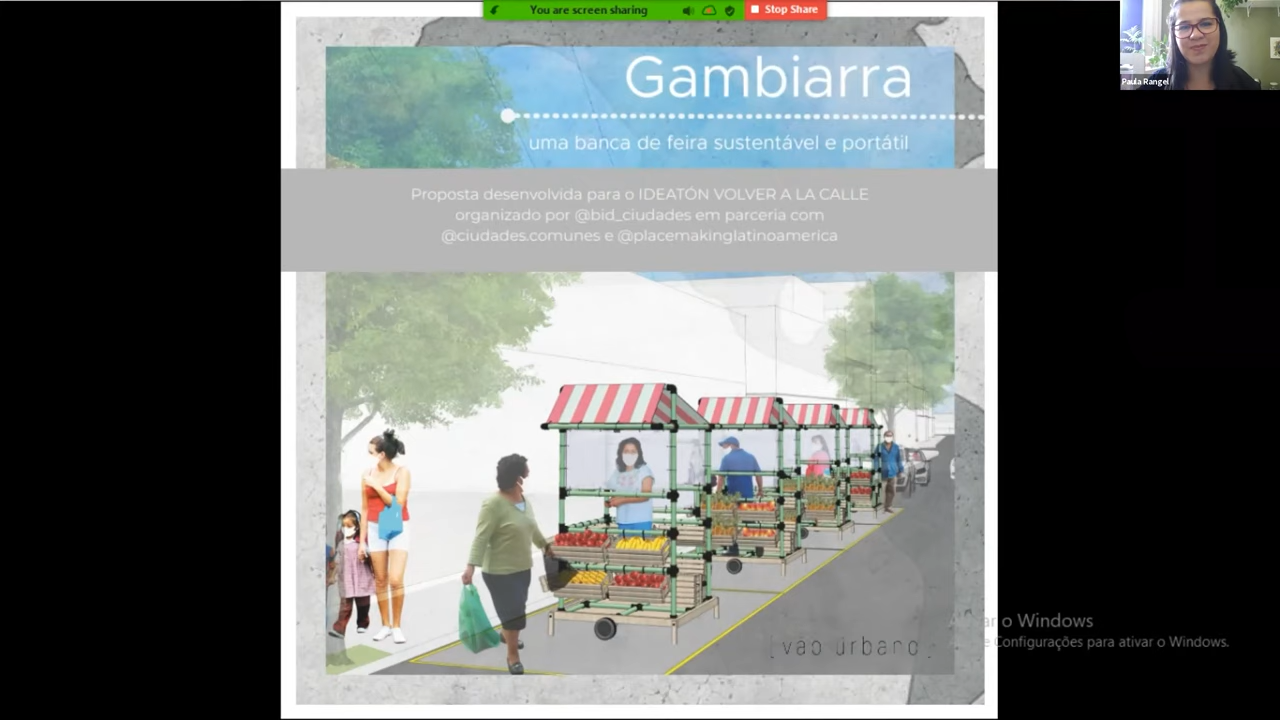 You are screen sharing
Stop Share
Paula Rangel
Gambiarra
uma banca de feira sustentável e portátil
Proposta desenvolvida para o IDEATÓN VOLVER A LA CALLE
organizado por @bid_ciudades em parceria com
@ciudades.comunes e @placemakinglatinoamerica
o Windows
Configurações para ativar o Windows.
[vão urbano]